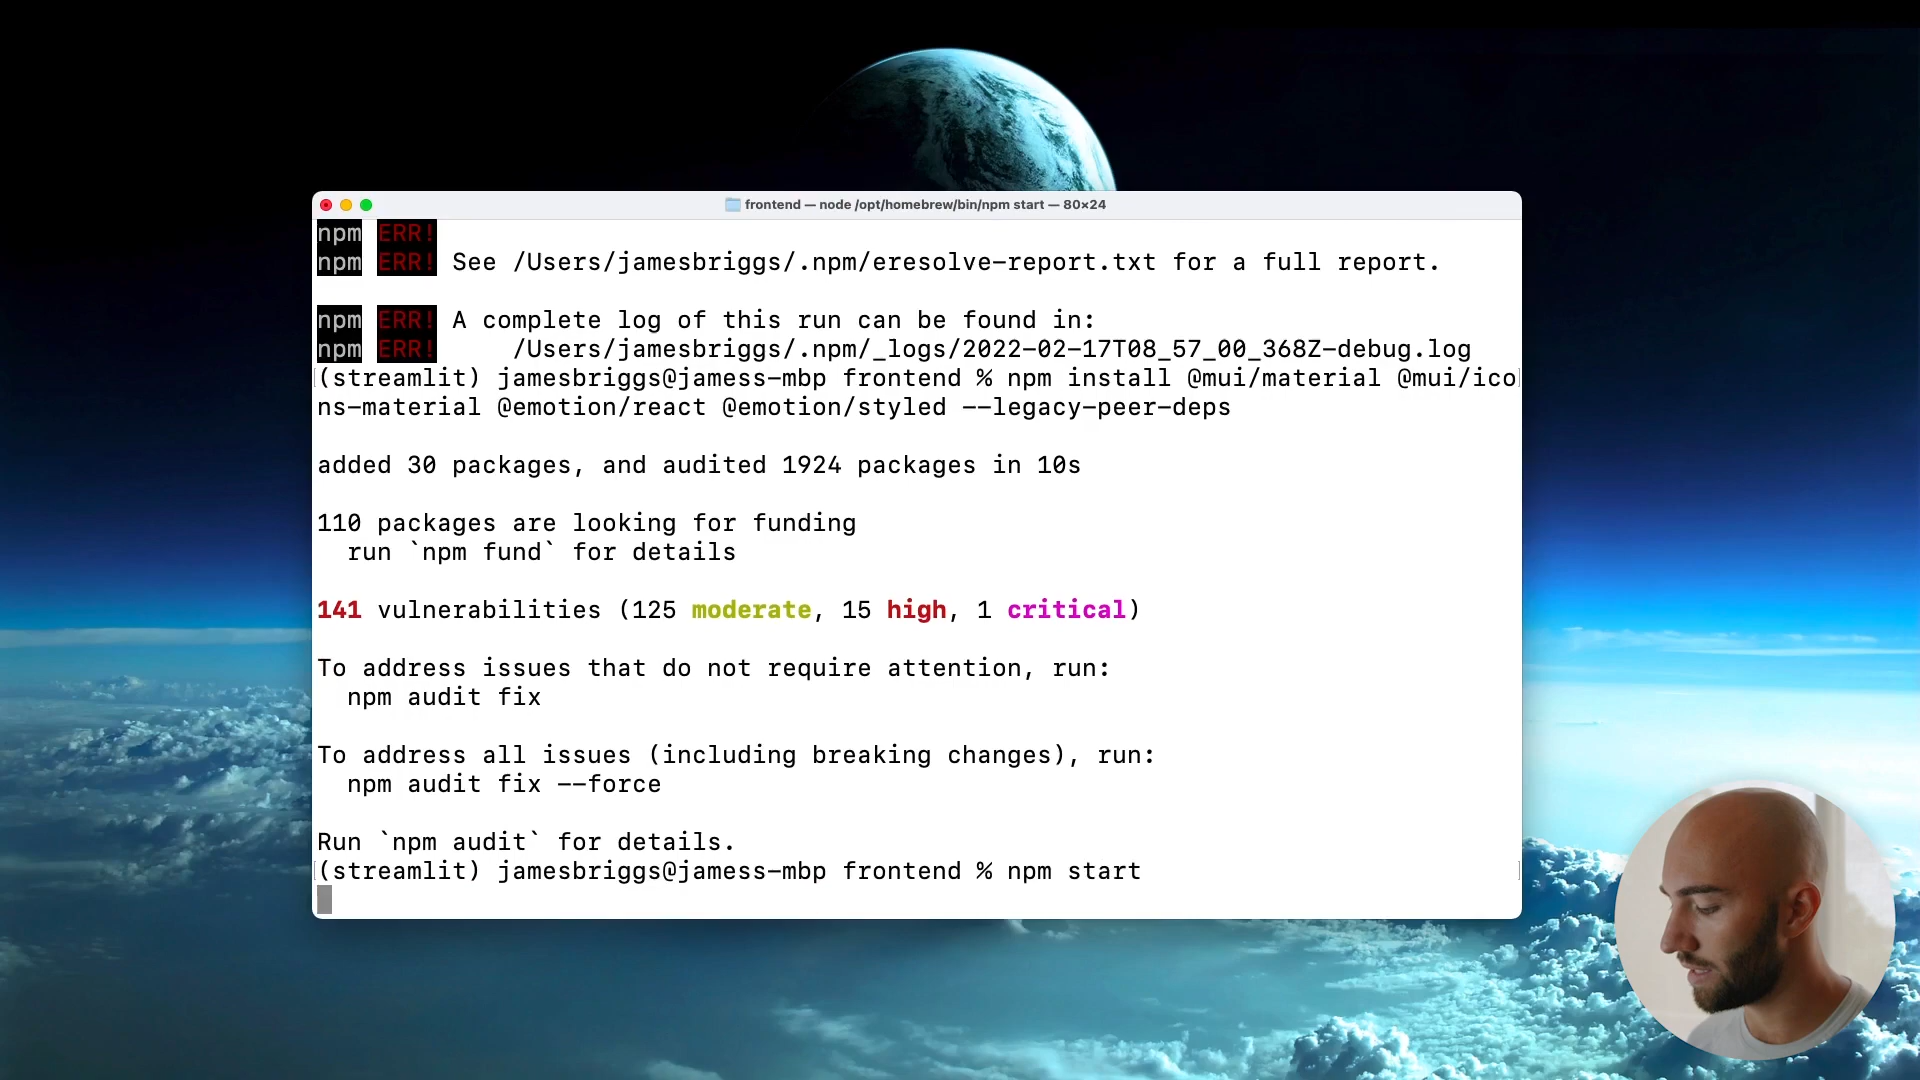 frontend — node /opt/homebrew/bin/npm start — 80×24
npm ERR!
npm ERR! See /Users/jamesbriggs/.npm/eresolve-report.txt for a full report.
npm ERR! A complete log of this run can be found in:
npm ERR!     /Users/jamesbriggs/.npm/_logs/2022-02-17T08_57_00_368Z-debug.log
(streamlit) jamesbriggs@jamess-mbp frontend % npm install @mui/material @mui/ico
ns-material @emotion/react @emotion/styled --legacy-peer-deps
added 30 packages, and audited 1924 packages in 10s
110 packages are looking for funding
  run `npm fund` for details
141 vulnerabilities (125 moderate, 15 high, 1 critical)
To address issues that do not require attention, run:
  npm audit fix
To address all issues (including breaking changes), run:
  npm audit fix --force
Run `npm audit` for details.
(streamlit) jamesbriggs@jamess-mbp frontend % npm start